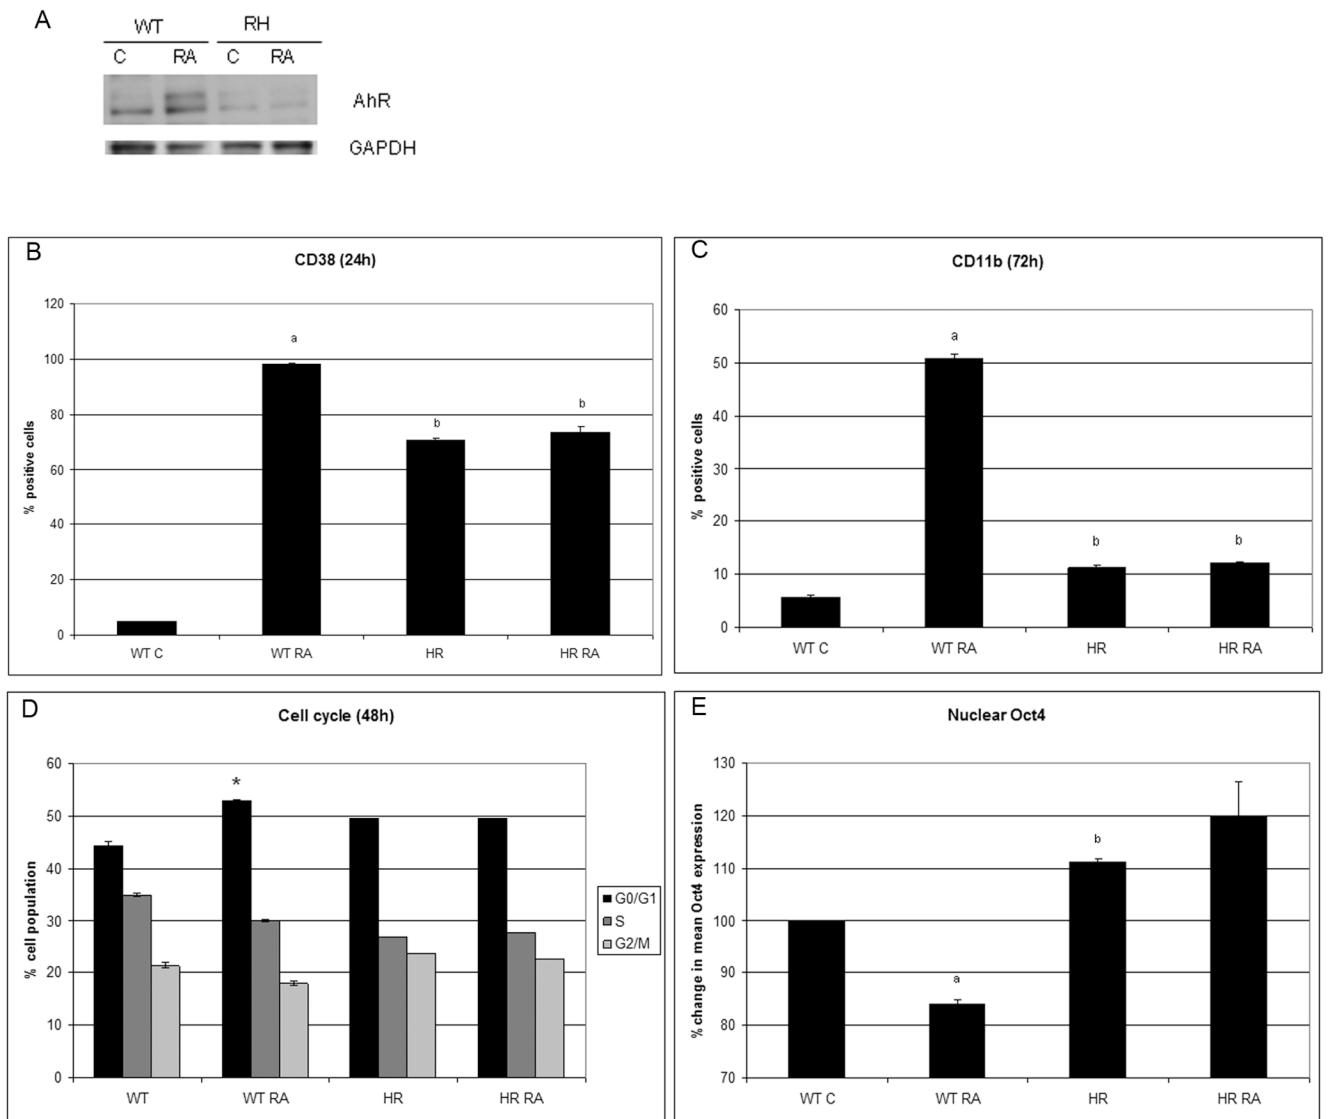 A
WT RH
C RA C RA
AhR
GAPDH
B
CD38 (24h)
% positive cells
120
100
80
60
40
20
0
a
b
b
WT C WT RA HR HR RA
C
CD11b (72h)
% positive cells
60
50
40
30
20
10
0
a
b
b
WT C WT RA HR HR RA
D
Cell cycle (48h)
% cell population
60
50
40
30
20
10
0
*
G0/G1
S
G2/M
WT WT RA HR HR RA
E
Nuclear Oct4
% change in mean Oct4 expression
130
120
110
100
90
80
70
a
b
WT C WT RA HR HR RA